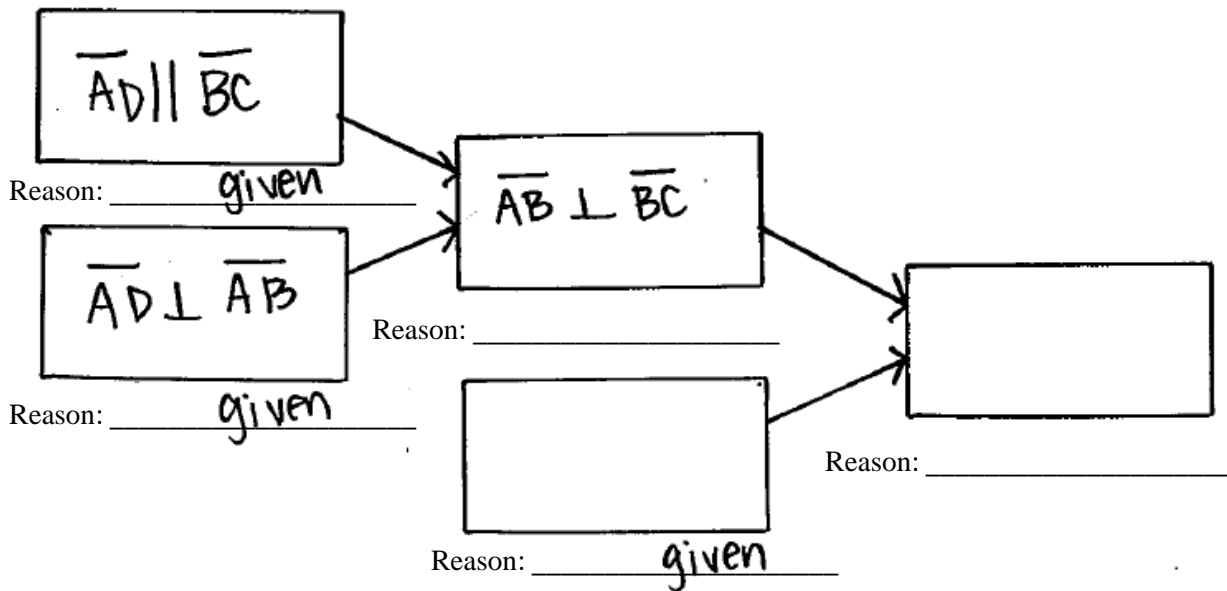 AD || BC
Reason: given
AD ⊥ AB
Reason: given
AB ⊥ BC
Reason:
Reason: given
Reason: